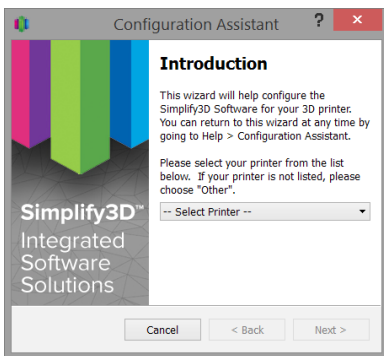 Configuration Assistant
? ×
Introduction
This wizard will help configure the
Simplify3D Software for your 3D printer.
You can return to this wizard at any time by
going to Help > Configuration Assistant.
Please select your printer from the list
below. If your printer is not listed, please
choose "Other".
-- Select Printer --
Simplify3D™
Integrated
Software
Solutions
Cancel
< Back
Next >